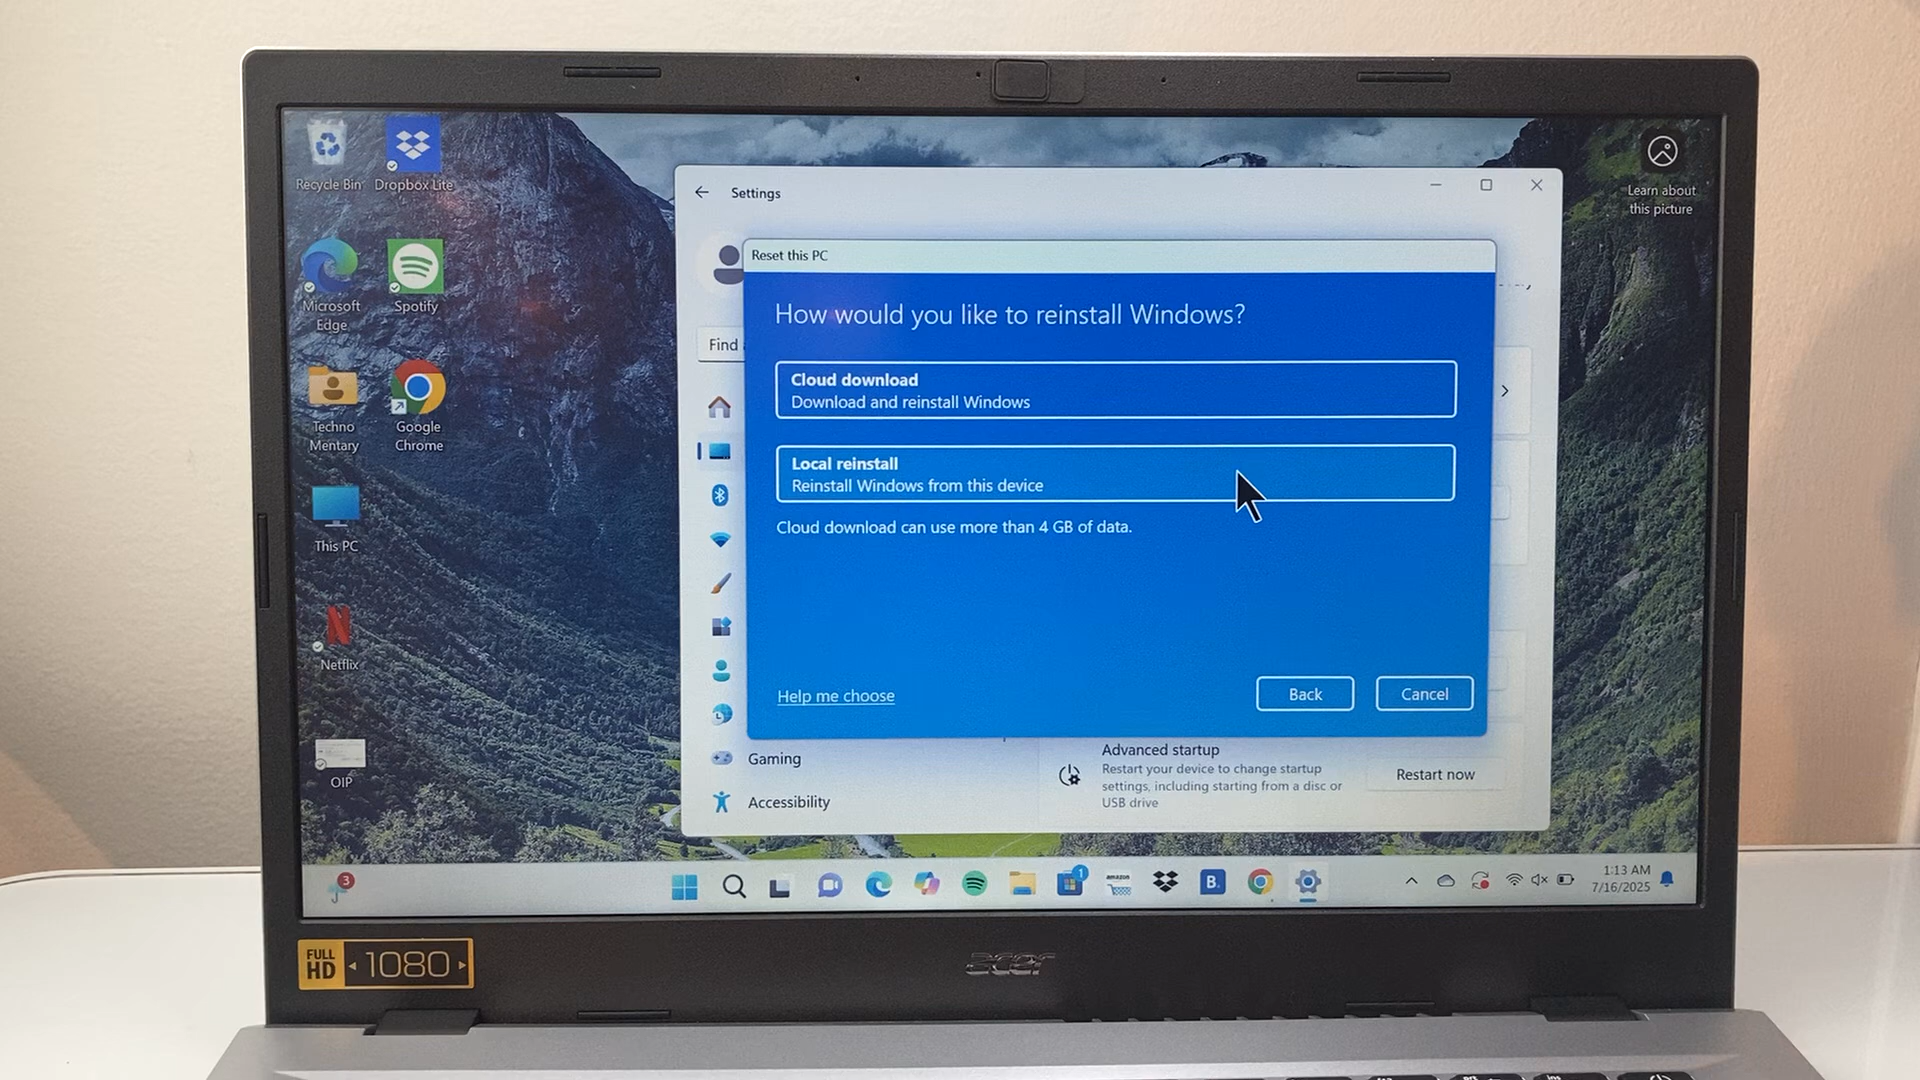 Recycle Bin
Dropbox Lite
Microsoft
Edge
Spotify
Techno
Mentary
Google
Chrome
This PC
Netflix
OIP
Learn about
this picture
Settings
Find
Reset this PC
How would you like to reinstall Windows?
Cloud download
Download and reinstall Windows
Local reinstall
Reinstall Windows from this device
Cloud download can use more than 4 GB of data.
Help me choose
Back
Cancel
Gaming
Accessibility
Advanced startup
Restart your device to change startup
settings, including starting from a disc or
USB drive
Restart now
3
1
amazon
B.
1:13 AM
7/16/2025
FULL
HD
1080
acer